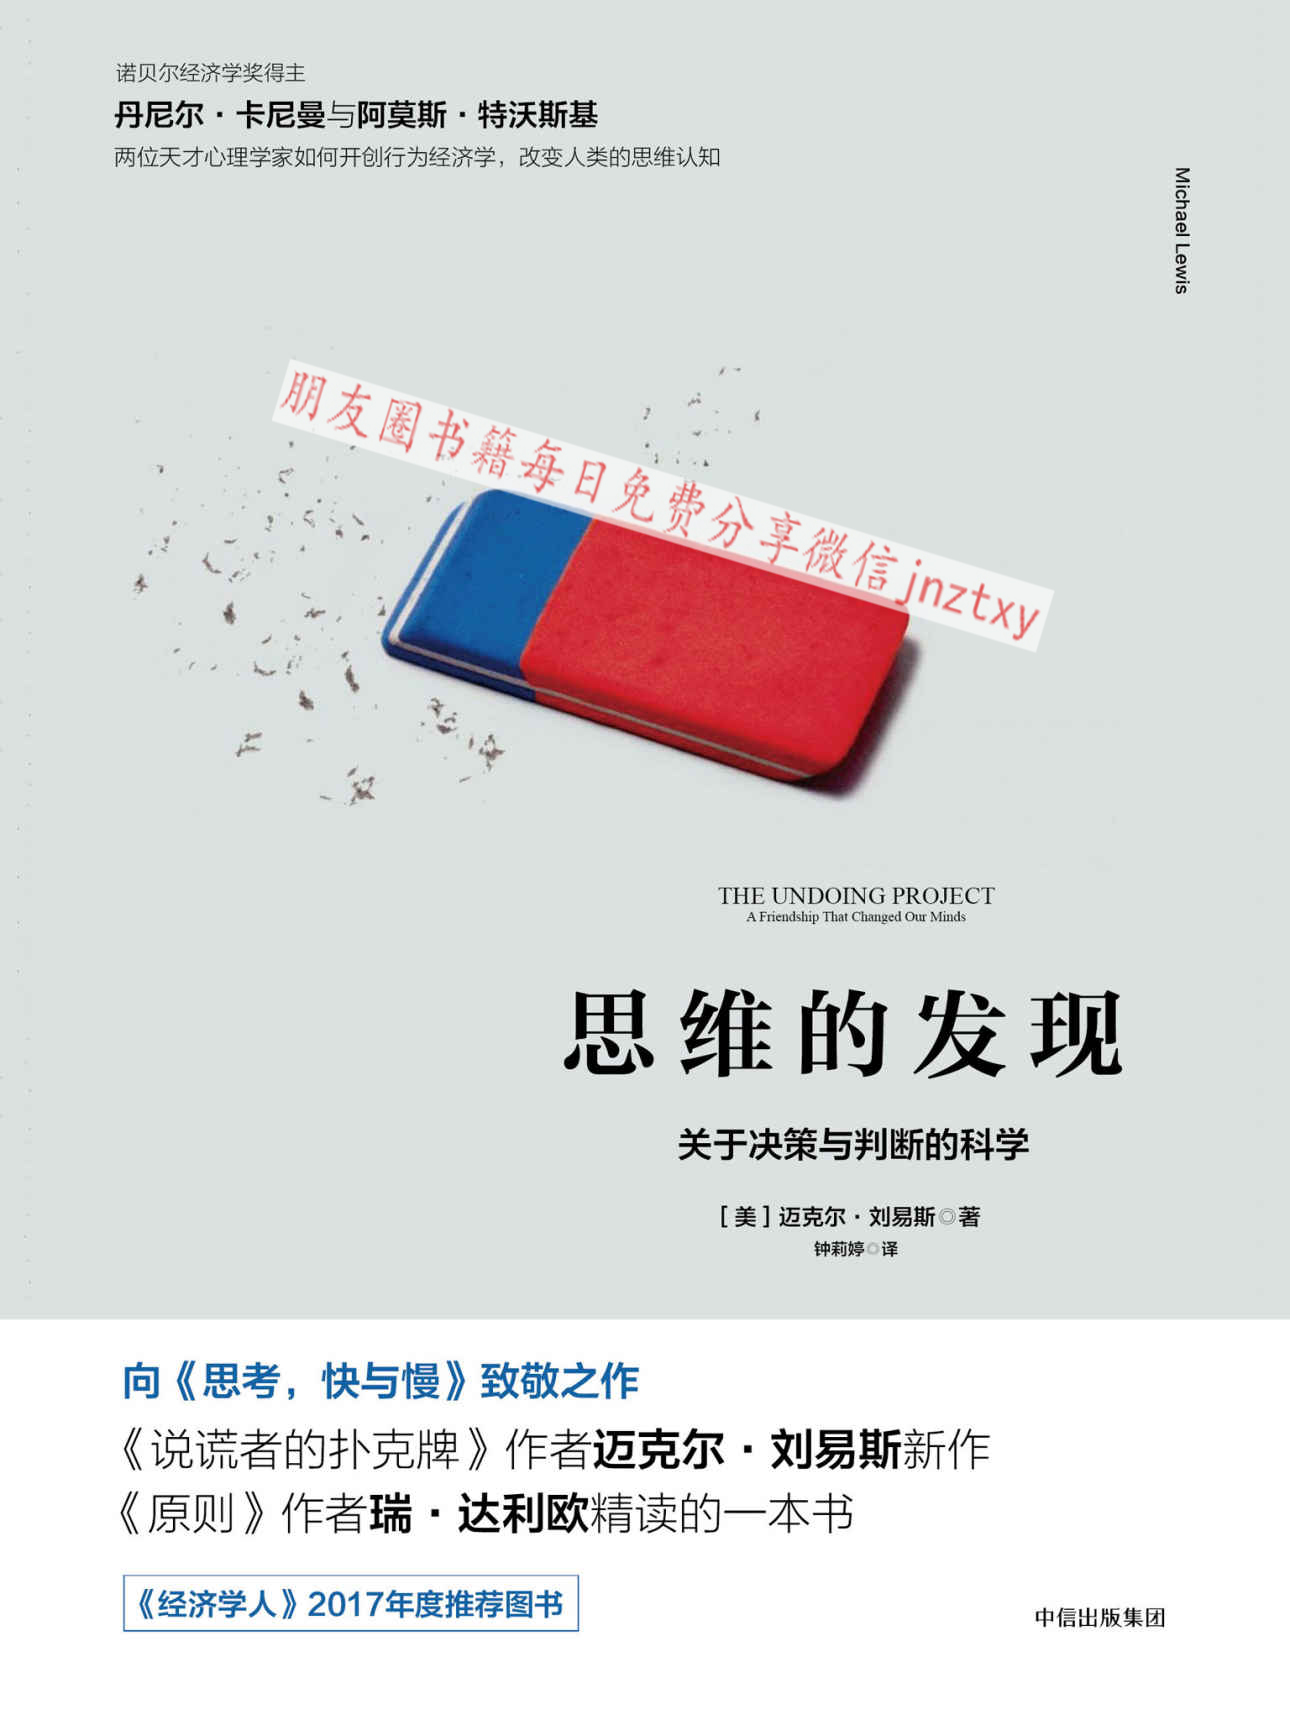 诺贝尔经济学奖得主
丹尼尔·卡尼曼与阿莫斯·特沃斯基
两位天才心理学家如何开创行为经济学，改变人类的思维认知
Michael Lewis
朋友圈书籍每日免费分享微信jnztxy
THE UNDOING PROJECT
A Friendship That Changed Our Minds
思维的发现
关于决策与判断的科学
[美]迈克尔·刘易斯◎著
钟莉婷◎译
向《思考，快与慢》致敬之作
《说谎者的扑克牌》作者迈克尔·刘易斯新作
《原则》作者瑞·达利欧精读的一本书
《经济学人》2017年度推荐图书
中信出版集团